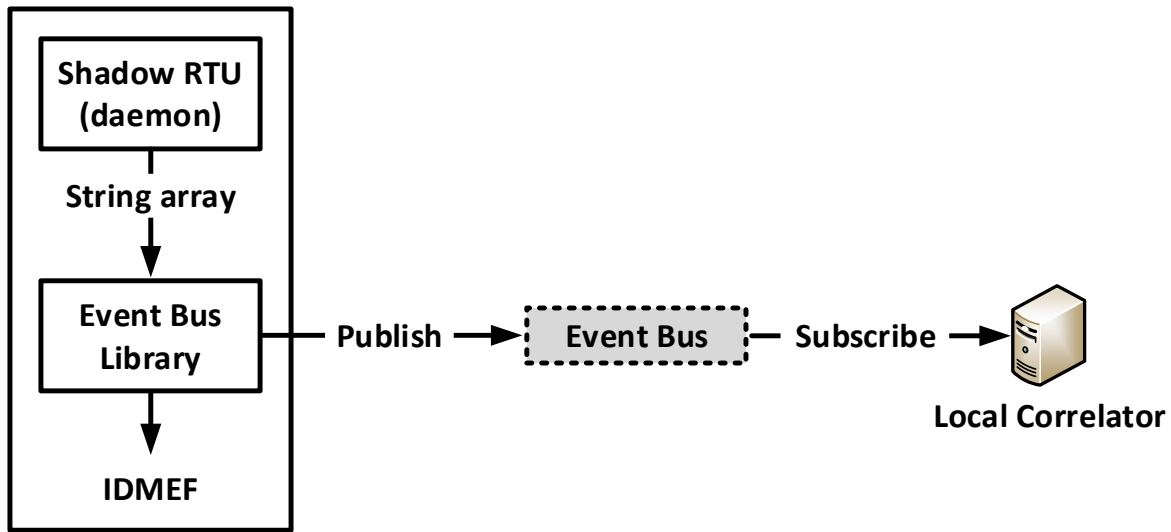 Shadow RTU
(daemon)
String array
Event Bus
Library
Publish
Event Bus
Subscribe
Local Correlator
IDMEF